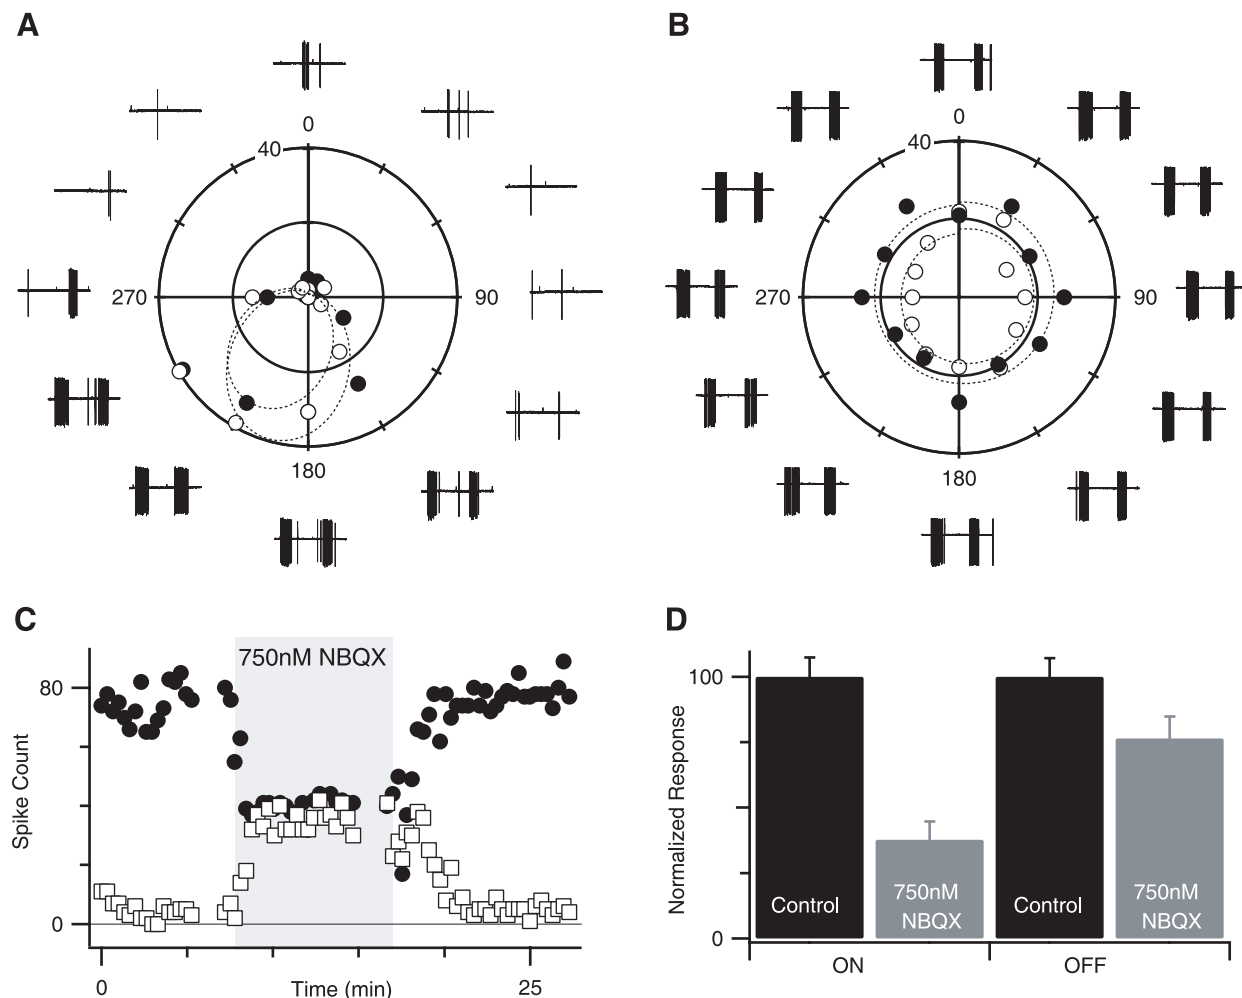 A
B
0
40
270
90
180
0
40
270
90
180
C
D
750nM NBQX
80
0
Spike Count
0
Time (min)
25
100
0
Normalized Response
Control
750nM
NBQX
Control
750nM
NBQX
ON
OFF